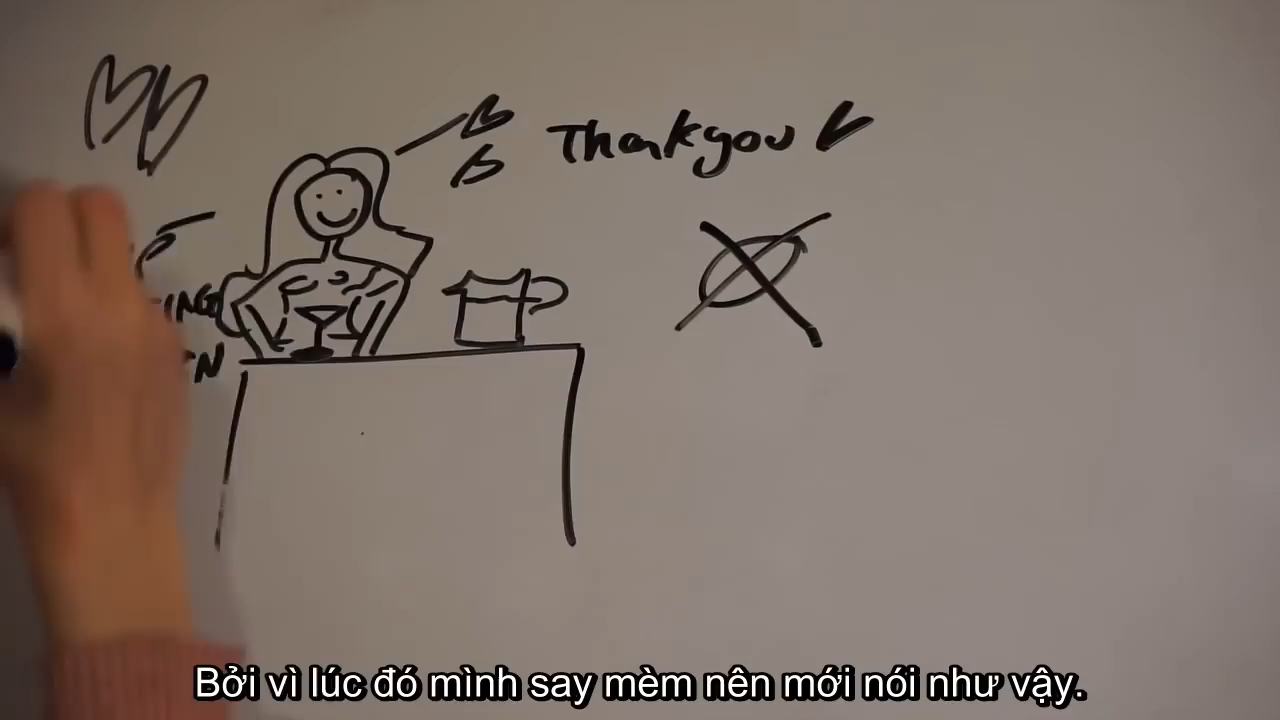 Thankyou
Bởi vì lúc đó mình say mèm nên mới nói như vậy.